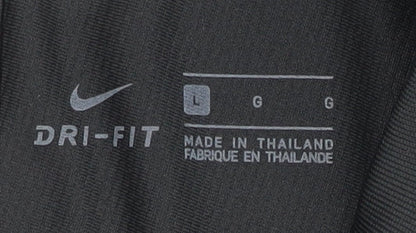 DRI-FIT
L G G
MADE IN THAILAND
FABRIQUE EN THAILANDE